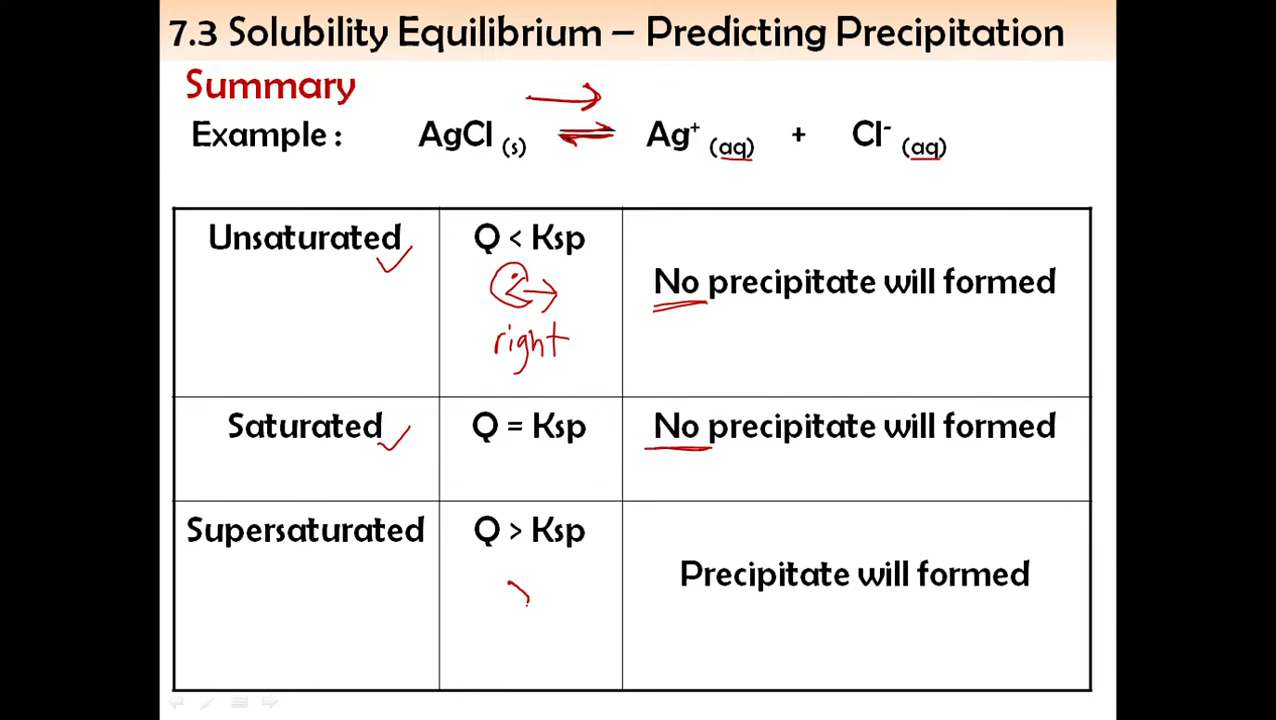 7.3 Solubility Equilibrium – Predicting Precipitation
Summary
Example : AgCl (s) ⇌ Ag⁺ (aq) + Cl⁻ (aq)
Unsaturated Q < Ksp No precipitate will formed
right
Saturated Q = Ksp No precipitate will formed
Supersaturated Q > Ksp Precipitate will formed